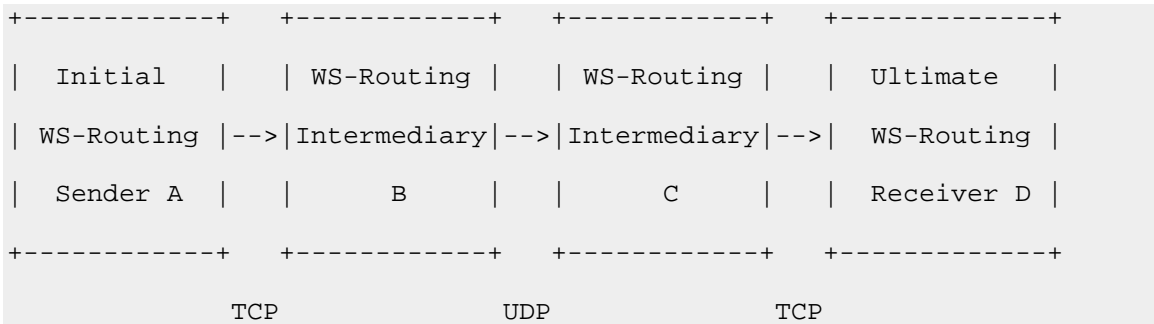 +------------+   +------------+   +------------+   +-------------+
|  Initial   |   | WS-Routing |   | WS-Routing |   |  Ultimate   |
| WS-Routing |-->|Intermediary|-->|Intermediary|-->|  WS-Routing |
|  Sender A  |   |      B     |   |      C     |   |  Receiver D |
+------------+   +------------+   +------------+   +-------------+
              TCP              UDP              TCP